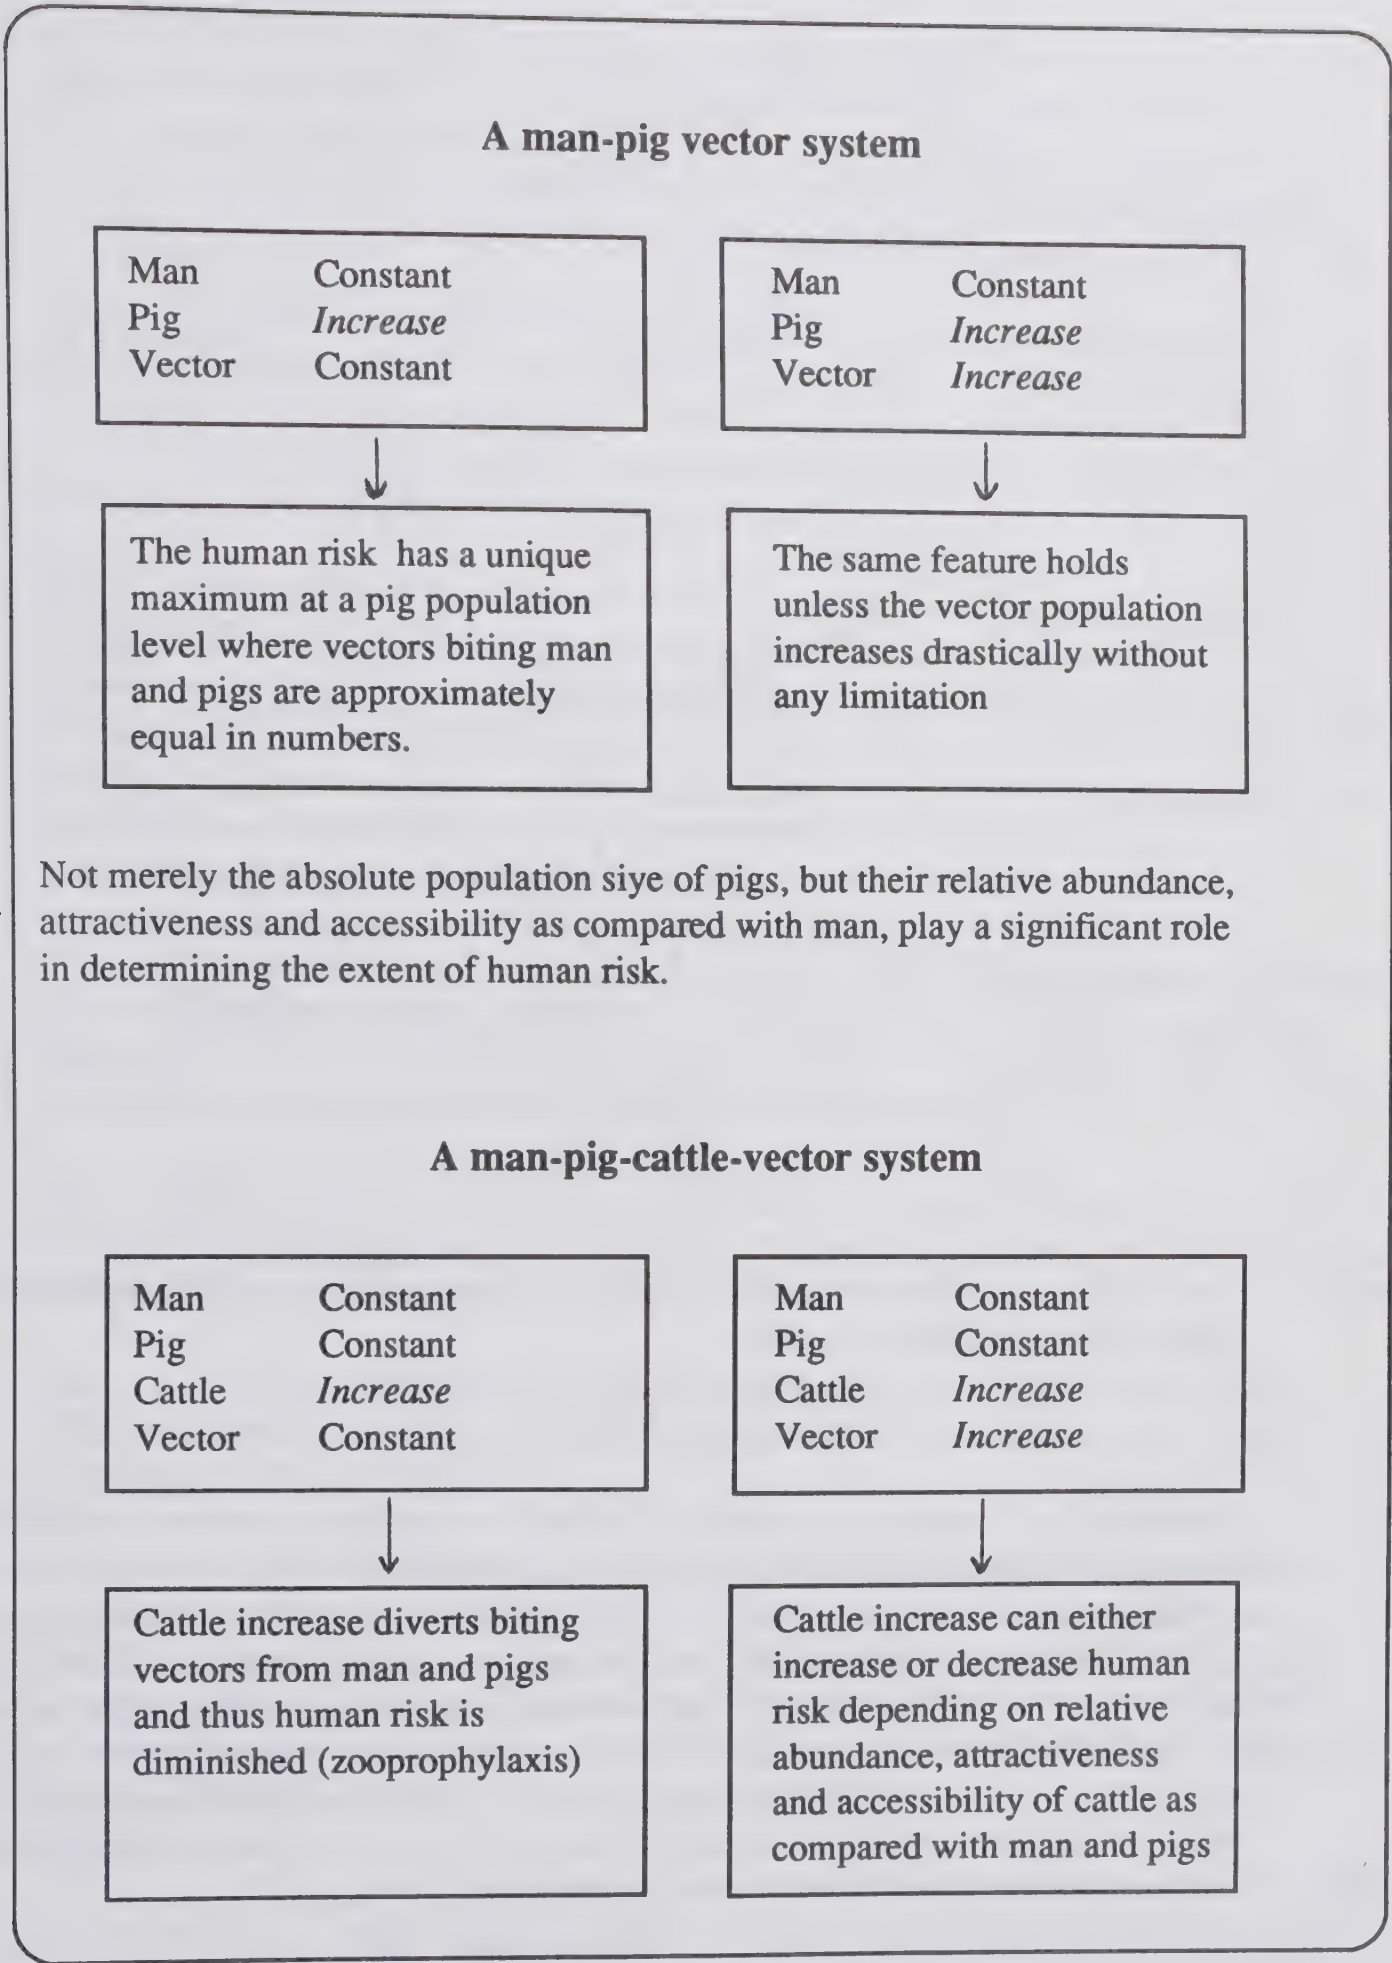 A man-pig vector system
Man Constant
Pig Increase
Vector Constant
Man Constant
Pig Increase
Vector Increase
The human risk has a unique
maximum at a pig population
level where vectors biting man
and pigs are approximately
equal in numbers.
The same feature holds
unless the vector population
increases drastically without
any limitation
Not merely the absolute population siye of pigs, but their relative abundance,
attractiveness and accessibility as compared with man, play a significant role
in determining the extent of human risk.
A man-pig-cattle-vector system
Man Constant
Pig Constant
Cattle Increase
Vector Constant
Man Constant
Pig Constant
Cattle Increase
Vector Increase
Cattle increase diverts biting
vectors from man and pigs
and thus human risk is
diminished (zooprophylaxis)
Cattle increase can either
increase or decrease human
risk depending on relative
abundance, attractiveness
and accessibility of cattle as
compared with man and pigs